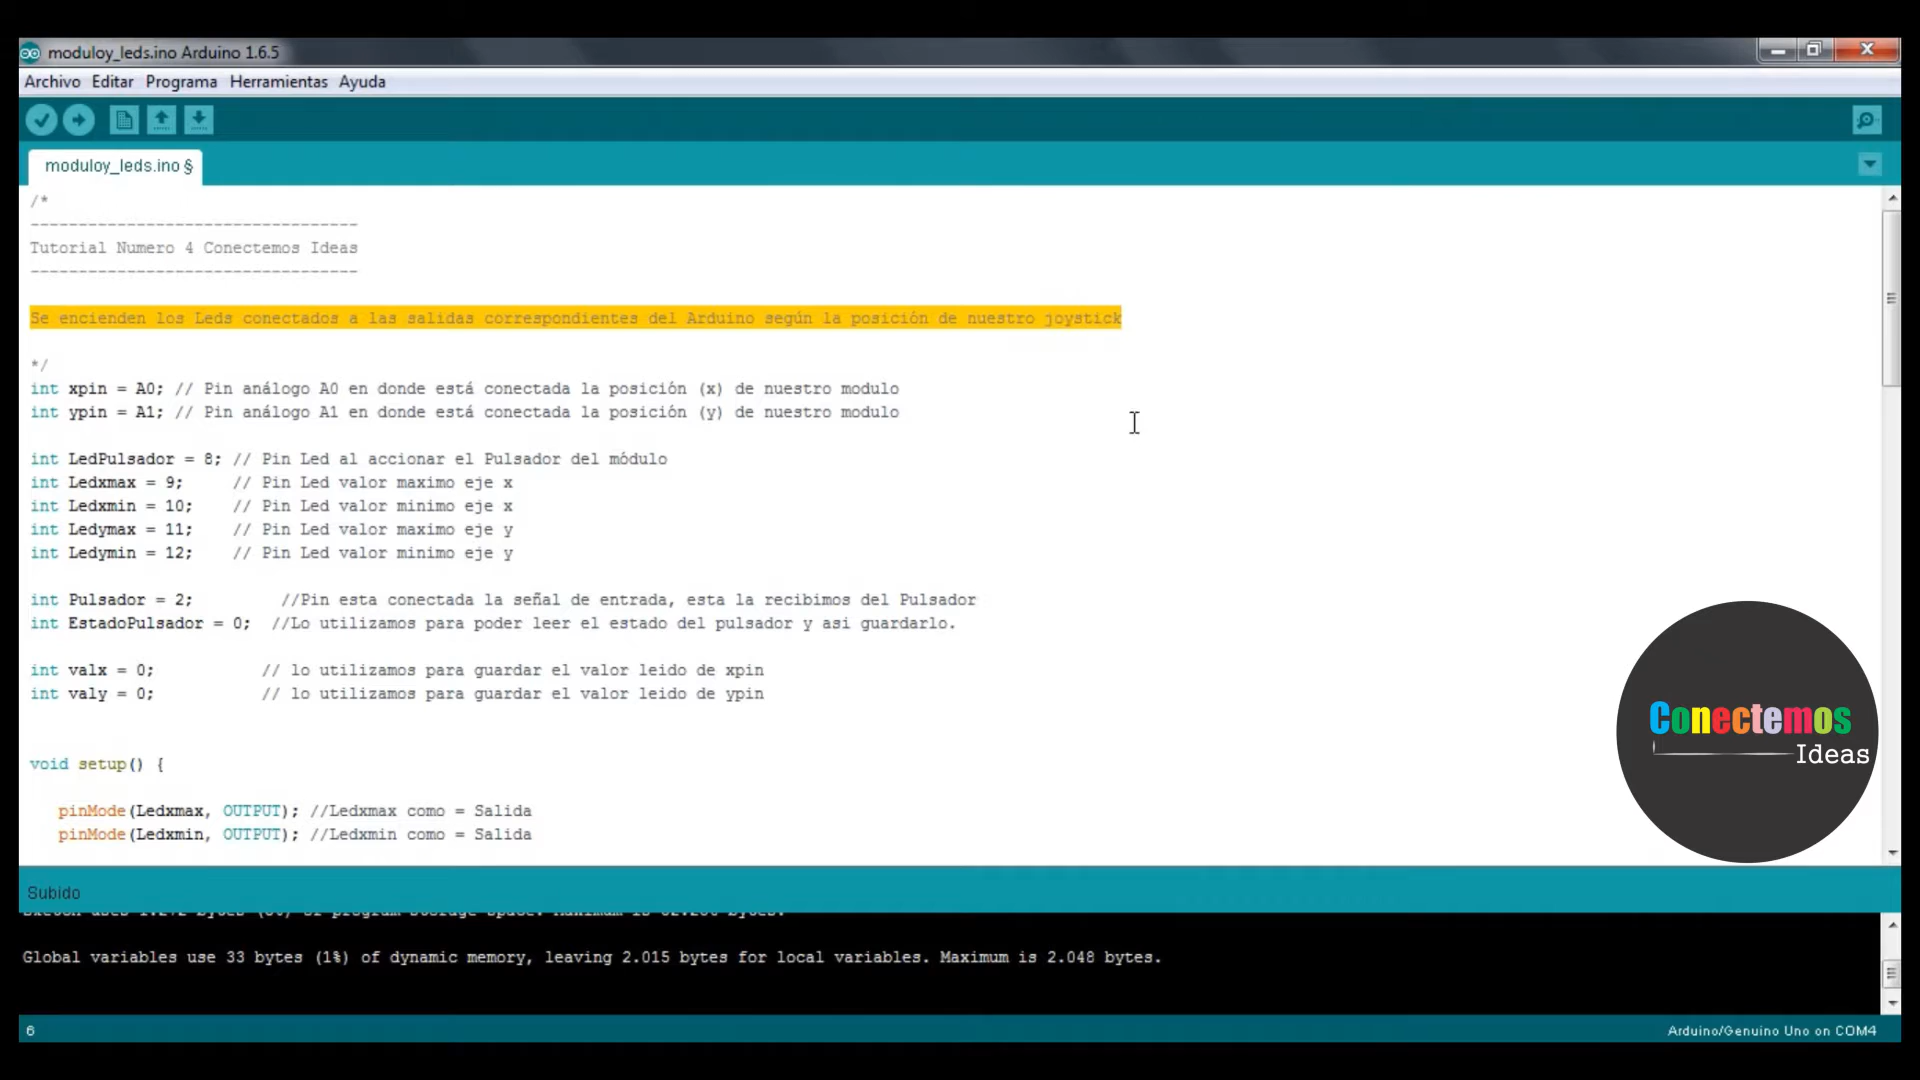 moduloy_leds.ino Arduino 1.6.5
Archivo Editar Programa Herramientas Ayuda
moduloy_leds.ino §
/*
----------------------------------
Tutorial Numero 4 Conectemos Ideas
----------------------------------
Se encienden los Leds conectados a las salidas correspondientes del Arduino según la posición de nuestro joystick
*/
int xpin = A0; // Pin análogo A0 en donde está conectada la posición (x) de nuestro modulo
int ypin = A1; // Pin análogo A1 en donde está conectada la posición (y) de nuestro modulo
int LedPulsador = 8; // Pin Led al accionar el Pulsador del módulo
int Ledxmax = 9;     // Pin Led valor maximo eje x
int Ledxmin = 10;    // Pin Led valor minimo eje x
int Ledymax = 11;    // Pin Led valor maximo eje y
int Ledymin = 12;    // Pin Led valor minimo eje y
int Pulsador = 2;         //Pin esta conectada la señal de entrada, esta la recibimos del Pulsador
int EstadoPulsador = 0;  //Lo utilizamos para poder leer el estado del pulsador y asi guardarlo.
int valx = 0;           // lo utilizamos para guardar el valor leido de xpin
int valy = 0;           // lo utilizamos para guardar el valor leido de ypin
void setup() {
pinMode(Ledxmax, OUTPUT); //Ledxmax como = Salida
pinMode(Ledxmin, OUTPUT); //Ledxmin como = Salida
Conectemos
Ideas
Subido
Global variables use 33 bytes (1%) of dynamic memory, leaving 2.015 bytes for local variables. Maximum is 2.048 bytes.
6
Arduino/Genuino Uno on COM4